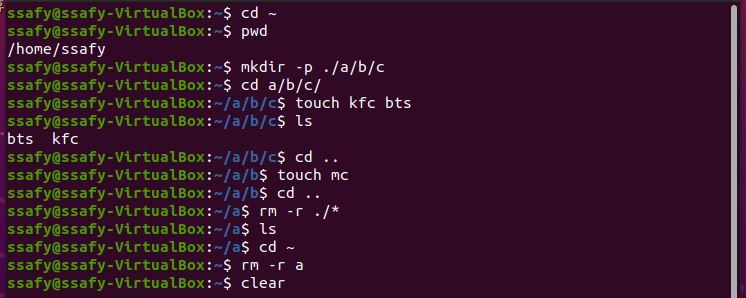 ssafy@ssafy-VirtualBox:~$ cd ~
ssafy@ssafy-VirtualBox:~$ pwd
/home/ssafy
ssafy@ssafy-VirtualBox:~$ mkdir -p ./a/b/c
ssafy@ssafy-VirtualBox:~$ cd a/b/c/
ssafy@ssafy-VirtualBox:~/a/b/c$ touch kfc bts
ssafy@ssafy-VirtualBox:~/a/b/c$ ls
bts  kfc
ssafy@ssafy-VirtualBox:~/a/b/c$ cd ..
ssafy@ssafy-VirtualBox:~/a/b$ touch mc
ssafy@ssafy-VirtualBox:~/a/b$ cd ..
ssafy@ssafy-VirtualBox:~/a$ rm -r ./*
ssafy@ssafy-VirtualBox:~/a$ ls
ssafy@ssafy-VirtualBox:~/a$ cd ~
ssafy@ssafy-VirtualBox:~$ rm -r a
ssafy@ssafy-VirtualBox:~$ clear